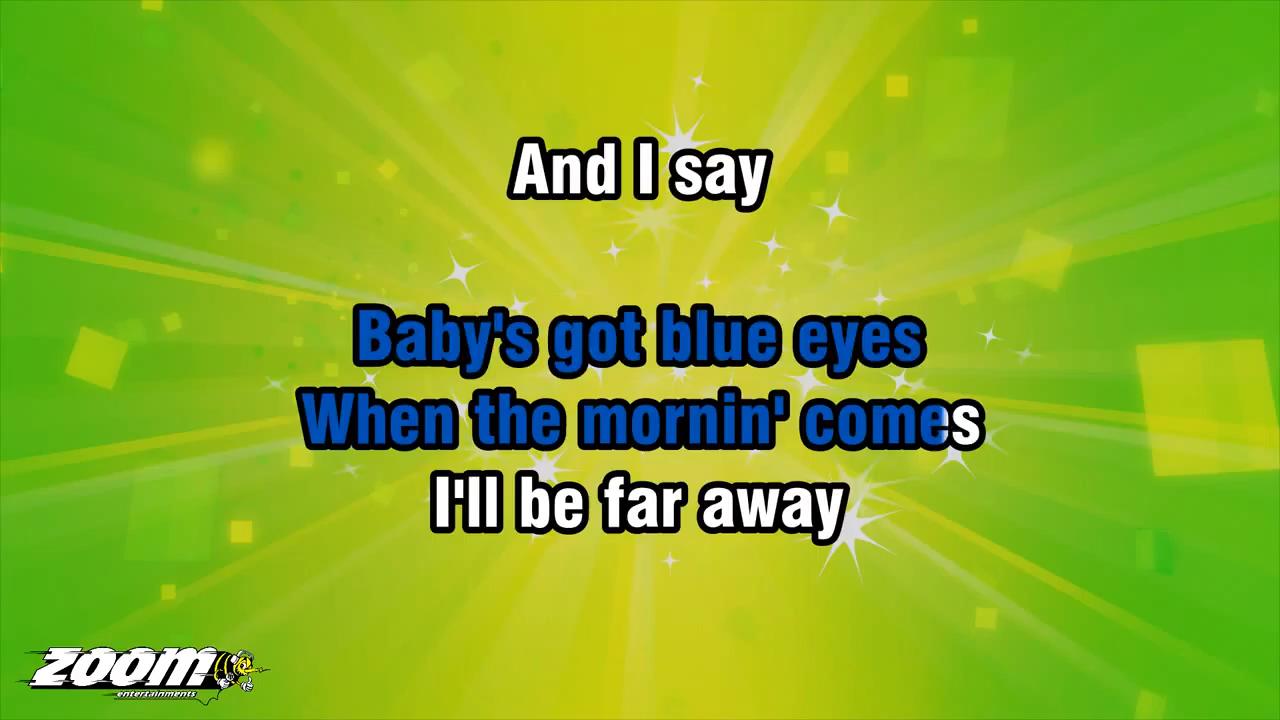 And I say
Baby's got blue eyes
When the mornin' comes
I'll be far away
ZOOM
entertainments